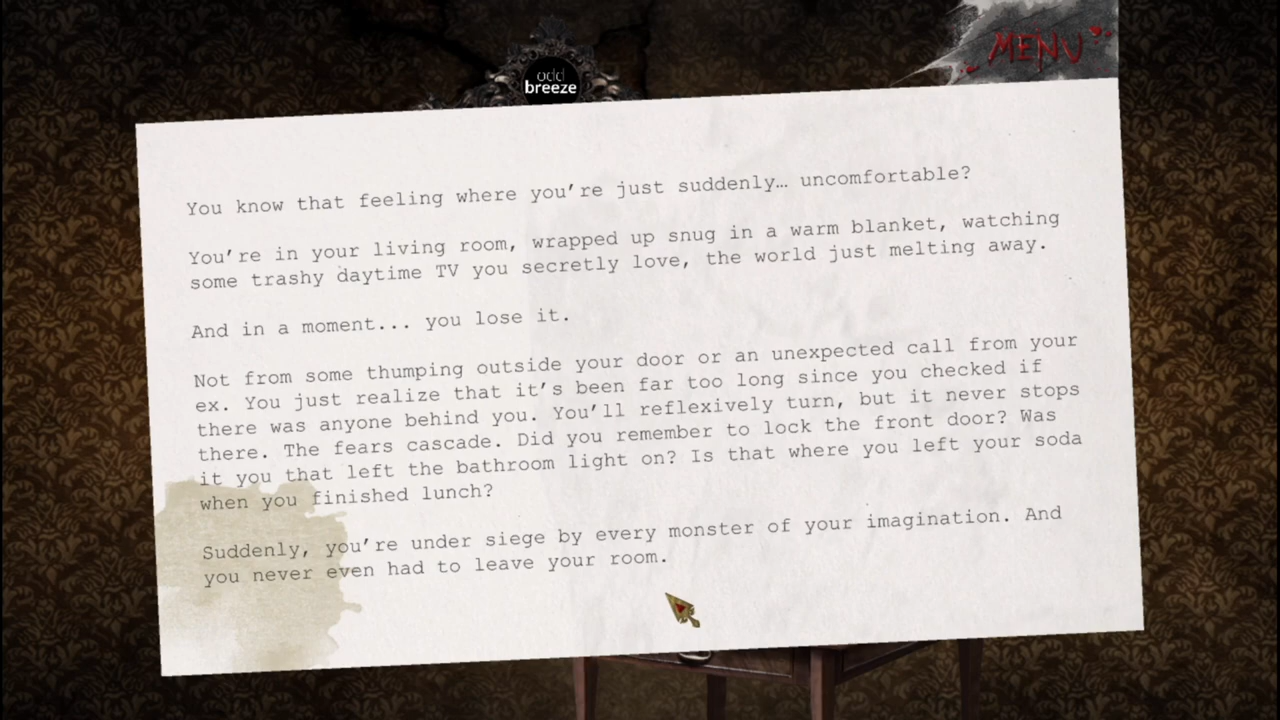 MENU
odd
breeze
You know that feeling where you're just suddenly… uncomfortable?
You're in your living room, wrapped up snug in a warm blanket, watching
some trashy daytime TV you secretly love, the world just melting away.
And in a moment... you lose it.
Not from some thumping outside your door or an unexpected call from your
ex. You just realize that it's been far too long since you checked if
there was anyone behind you. You'll reflexively turn, but it never stops
there. The fears cascade. Did you remember to lock the front door? Was
it you that left the bathroom light on? Is that where you left your soda
when you finished lunch?
Suddenly, you're under siege by every monster of your imagination. And
you never even had to leave your room.